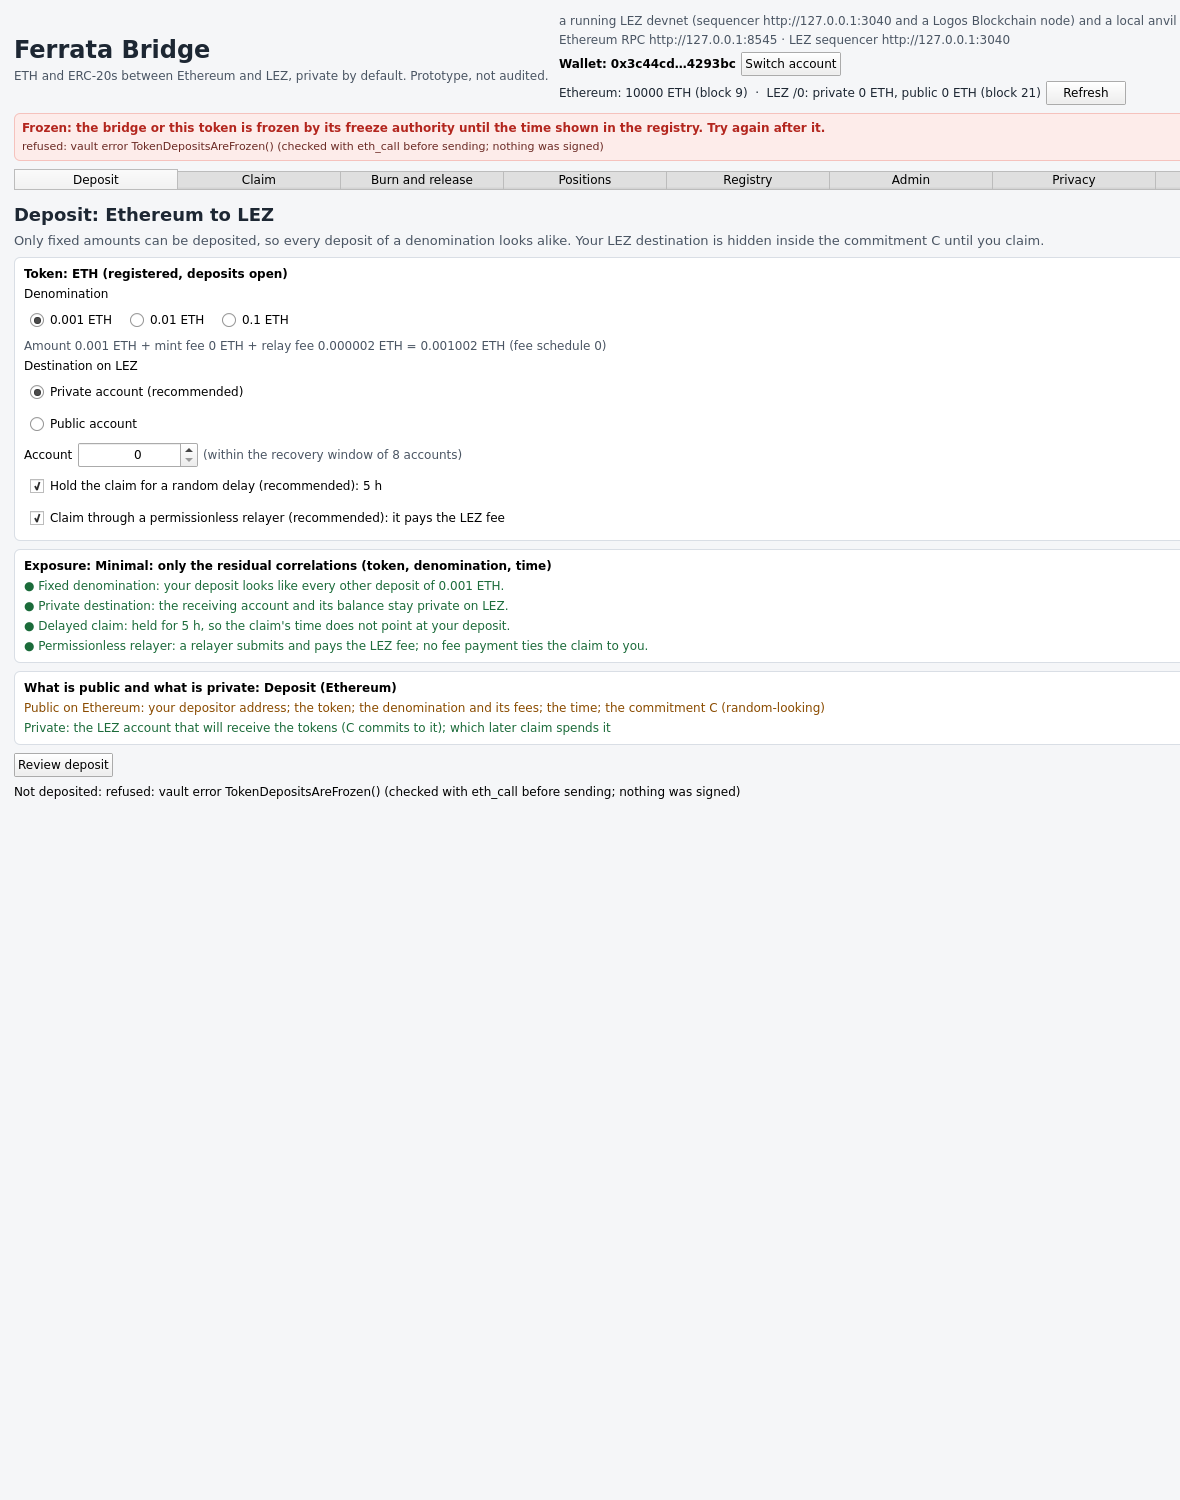 Ferrata Bridge
ETH and ERC-20s between Ethereum and LEZ, private by default. Prototype, not audited.
a running LEZ devnet (sequencer http://127.0.0.1:3040 and a Logos Blockchain node) and a local anvil
Ethereum RPC http://127.0.0.1:8545 · LEZ sequencer http://127.0.0.1:3040
Wallet: 0x3c44cd…4293bc Switch account
Ethereum: 10000 ETH (block 9) · LEZ /0: private 0 ETH, public 0 ETH (block 21) Refresh
Frozen: the bridge or this token is frozen by its freeze authority until the time shown in the registry. Try again after it.
refused: vault error TokenDepositsAreFrozen() (checked with eth_call before sending; nothing was signed)
Deposit Claim Burn and release Positions Registry Admin Privacy
Deposit: Ethereum to LEZ
Only fixed amounts can be deposited, so every deposit of a denomination looks alike. Your LEZ destination is hidden inside the commitment C until you claim.
Token: ETH (registered, deposits open)
Denomination
0.001 ETH 0.01 ETH 0.1 ETH
Amount 0.001 ETH + mint fee 0 ETH + relay fee 0.000002 ETH = 0.001002 ETH (fee schedule 0)
Destination on LEZ
Private account (recommended)
Public account
Account 0 (within the recovery window of 8 accounts)
Hold the claim for a random delay (recommended): 5 h
Claim through a permissionless relayer (recommended): it pays the LEZ fee
Exposure: Minimal: only the residual correlations (token, denomination, time)
● Fixed denomination: your deposit looks like every other deposit of 0.001 ETH.
● Private destination: the receiving account and its balance stay private on LEZ.
● Delayed claim: held for 5 h, so the claim's time does not point at your deposit.
● Permissionless relayer: a relayer submits and pays the LEZ fee; no fee payment ties the claim to you.
What is public and what is private: Deposit (Ethereum)
Public on Ethereum: your depositor address; the token; the denomination and its fees; the time; the commitment C (random-looking)
Private: the LEZ account that will receive the tokens (C commits to it); which later claim spends it
Review deposit
Not deposited: refused: vault error TokenDepositsAreFrozen() (checked with eth_call before sending; nothing was signed)